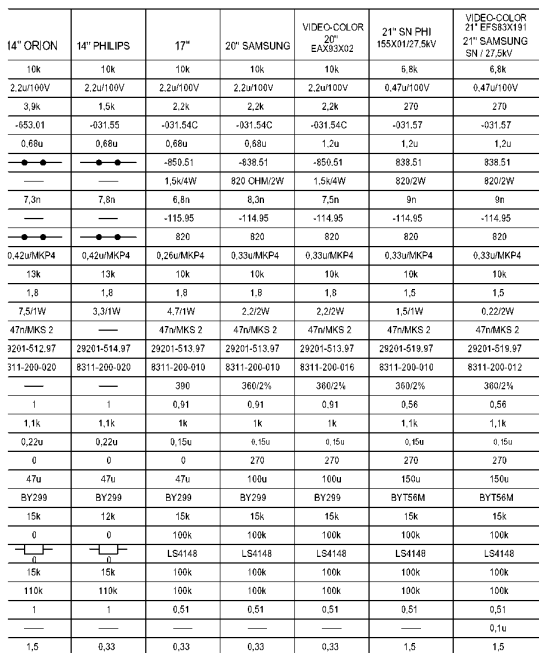 14" ORION 14" PHILIPS 17" 20" SAMSUNG VIDEO-COLOR 20" EAX93X02 21" SN PHI 155X01/27,5kV VIDEO-COLOR 21" EFS83X191 21" SAMSUNG SN / 27,5kV
10k 10k 10k 10k 10k 6,8k 6,8k
2,2u/100V 2,2u/100V 2,2u/100V 2,2u/100V 2,2u/100V 0,47u/100V 0,47u/100V
3,9k 1,5k 2,2k 2,2k 2,2k 270 270
-653.01 -031.55 -031.54C -031.54C -031.54C -031.57 -031.57
0,68u 0,68u 0,68u 0,68u 1,2u 1,2u 1,2u
-850.51 -838.51 -850.51 838.51 838.51
1,5k/4W 820 OHM/2W 1,5k/4W 820/2W 820/2W
7,3n 7,8n 6,8n 8,3n 7,5n 9n 9n
-115.95 -114.95 -114.95 -114.95 -114.95
820 820 820 820 820
0,42u/MKP4 0,42u/MKP4 0,26u/MKP4 0,33u/MKP4 0,33u/MKP4 0,33u/MKP4 0,33u/MKP4
13k 13k 10k 10k 10k 10k 10k
1,8 1,8 1,8 1,8 1,8 1,5 1,5
7,5/1W 3,3/1W 4,7/1W 2,2/2W 2,2/2W 1,5/1W 0,22/2W
47n/MKS 2 47n/MKS 2 47n/MKS 2 47n/MKS 2 47n/MKS 2 47n/MKS 2
29201-512.97 29201-514.97 29201-513.97 29201-513.97 29201-513.97 29201-519.97 29201-519.97
8311-200-020 8311-200-020 8311-200-010 8311-200-010 8311-200-016 8311-200-010 8311-200-012
390 360/2% 360/2% 360/2% 360/2%
1 1 0,91 0,91 0,91 0,56 0,56
1,1k 1,1k 1k 1k 1k 1,1k 1,1k
0,22u 0,22u 0,15u 0,15u 0,15u 0,15u 0,15u
0 0 0 270 270 270 270
47u 47u 47u 100u 100u 150u 150u
BY299 BY299 BY299 BY299 BY299 BYT56M BYT56M
15k 12k 15k 15k 15k 15k 15k
0 0 100k 100k 100k 100k 100k
0 0 LS4148 LS4148 LS4148 LS4148 LS4148
15k 15k 100k 100k 100k 100k 100k
110k 110k 100k 100k 100k 100k 100k
1 1 0,51 0,51 0,51 0,51 0,51
0,1u
1,5 0,33 0,33 0,33 0,33 1,5 1,5